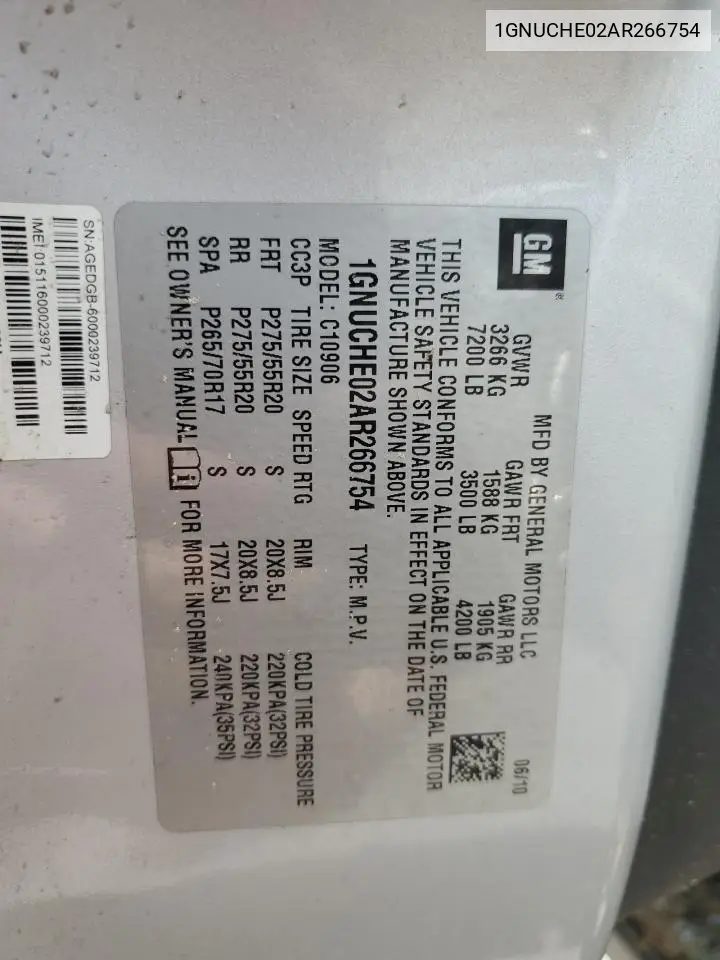 1GNUCHE02AR266754
GM
®
MFD BY GENERAL MOTORS LLC
06/10
GVWR GAWR FRT GAWR RR
3266 KG 1588 KG 1905 KG
7200 LB 3500 LB 4200 LB
THIS VEHICLE CONFORMS TO ALL APPLICABLE U.S. FEDERAL MOTOR
VEHICLE SAFETY STANDARDS IN EFFECT ON THE DATE OF
MANUFACTURE SHOWN ABOVE.
1GNUCHE02AR266754 TYPE: M.P.V.
MODEL: C10906
CC3P TIRE SIZE SPEED RTG RIM COLD TIRE PRESSURE
FRT P275/55R20 S 20X8.5J 220KPA(32PSI)
RR P275/55R20 S 20X8.5J 220KPA(32PSI)
SPA P265/70R17 S 17X7.5J 240KPA(35PSI)
SEE OWNER'S MANUAL FOR MORE INFORMATION.
SN:AGEDGB-6000239712
IMEI 015116000239712